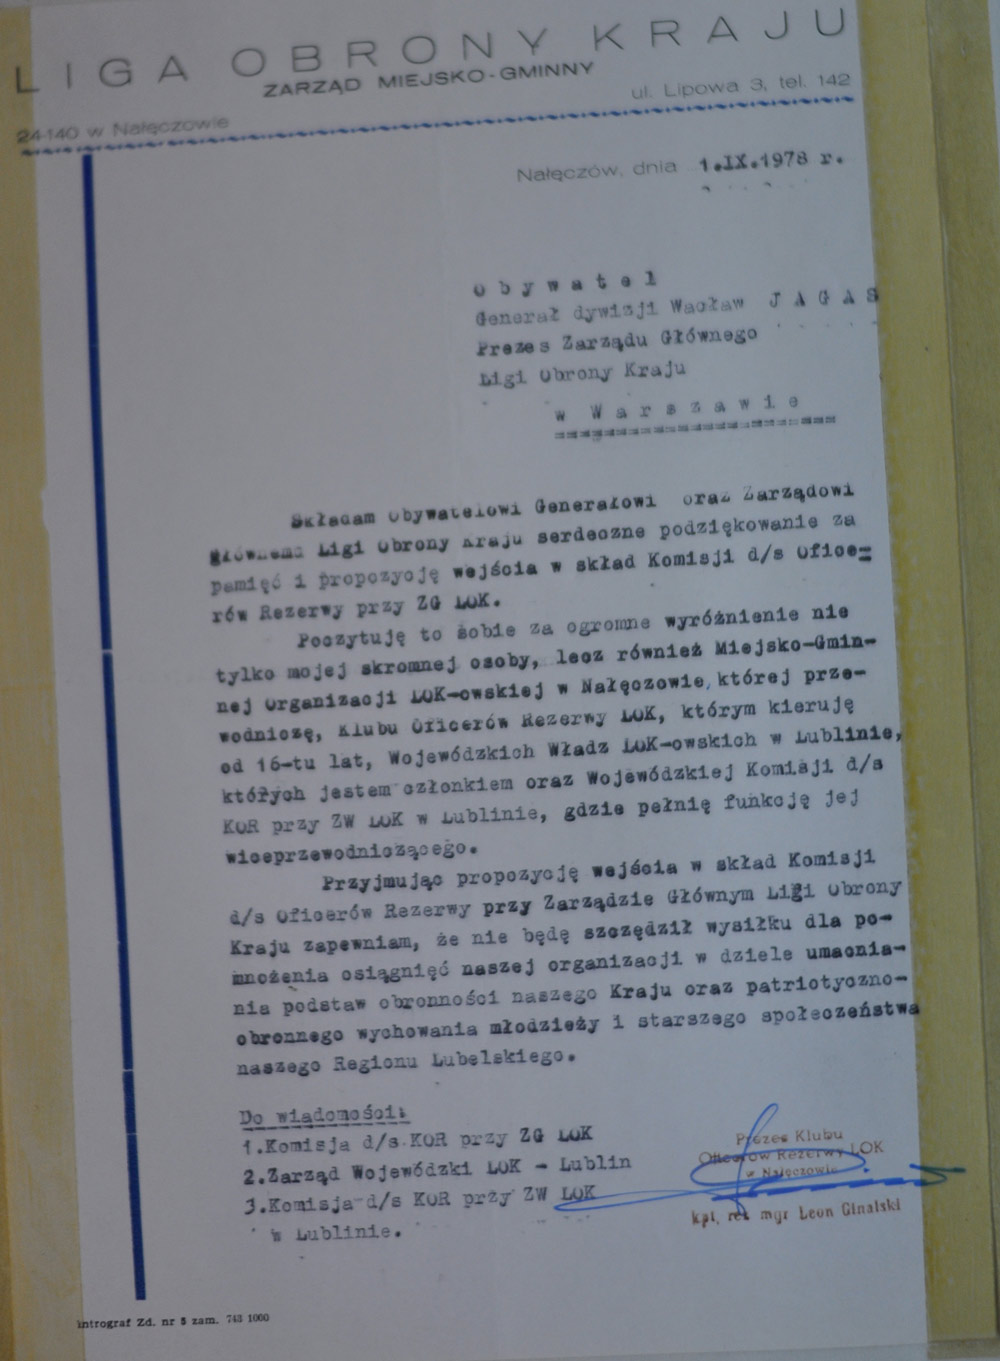 LIGA OBRONY KRAJU
ZARZĄD MIEJSKO-GMINNY
24-140 w Nałęczowie
ul. Lipowa 3, tel. 142
Nałęczów, dnia 1.IX.1978 r.
O b y w a t e l
Generał dywizji Wacław J A G A S
Prezes Zarządu Głównego
Ligi Obrony Kraju
w W a r s z a w i e
Składam Obywatelowi Generałowi oraz Zarządowi
głównemu Ligi Obrony Kraju serdeczne podziękowanie za
pamięć i propozycję wejścia w skład Komisji d/s Ofice=
rów Rezerwy przy ZG LOK.
Poczytuję to sobie za ogromne wyróżnienie nie
tylko mojej skromnej osoby, lecz również Miejsko-Gmin-
nej Organizacji LOK-owskiej w Nałęczowie, której prze-
wodniczę, Klubu Oficerów Rezerwy LOK, którym kieruję
od 16-tu lat, Wojewódzkich Władz LOK-owskich w Lublinie,
których jestem członkiem oraz Wojewódzkiej Komisji d/s
KOR przy ZW LOK w Lublinie, gdzie pełnię funkcję jej
wiceprzewodniczącego.
Przyjmując propozycję wejścia w skład Komisji
d/s Oficerów Rezerwy przy Zarządzie Głównym Ligi Obrony
Kraju zapewniam, że nie będę szczędził wysiłku dla po-
mnożenia osiągnięć naszej organizacji w dziele umacnia-
nia podstaw obronności naszego Kraju oraz patriotyczno-
obronnego wychowania młodzieży i starszego społeczeństwa
naszego Regionu Lubelskiego.
Do wiadomości:
1.Komisja d/s KOR przy ZG LOK
2.Zarząd Wojewódzki LOK - Lublin
3.Komisja d/s KOR przy ZW LOK
w Lublinie.
Prezes Klubu
Oficerów Rezerwy LOK
w Nałęczowie
kpt. rez. mgr Leon Ginalski
intrograf Zd. nr 5 zam. 743 1000